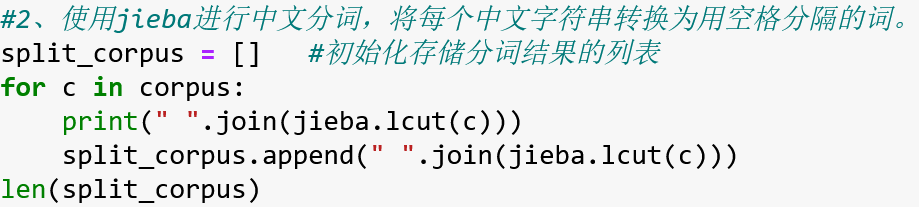 #2、使用jieba进行中文分词，将每个中文字符串转换为用空格分隔的词。
split_corpus = []   #初始化存储分词结果的列表
for c in corpus:
    print(" ".join(jieba.lcut(c)))
    split_corpus.append(" ".join(jieba.lcut(c)))
len(split_corpus)